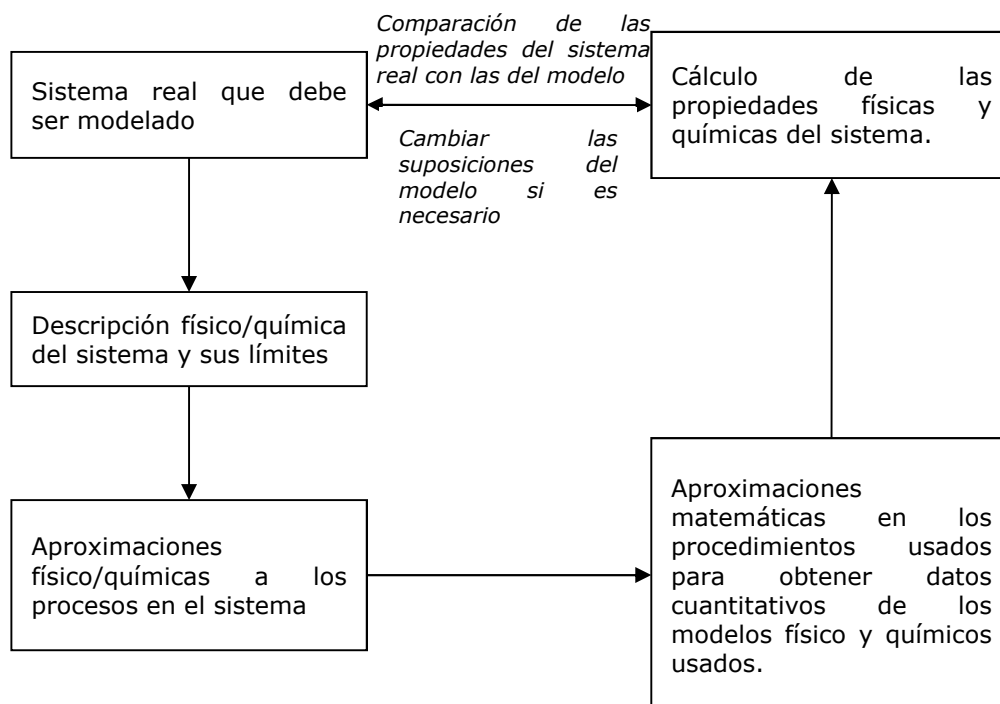 Sistema real que debe
ser modelado
Comparación de las
propiedades del sistema
real con las del modelo
Cambiar las
suposiciones del
modelo si es
necesario
Cálculo de las
propiedades físicas y
químicas del sistema.
Descripción físico/química
del sistema y sus límites
Aproximaciones
físico/químicas a los
procesos en el sistema
Aproximaciones
matemáticas en los
procedimientos usados
para obtener datos
cuantitativos de los
modelos físico y químicos
usados.